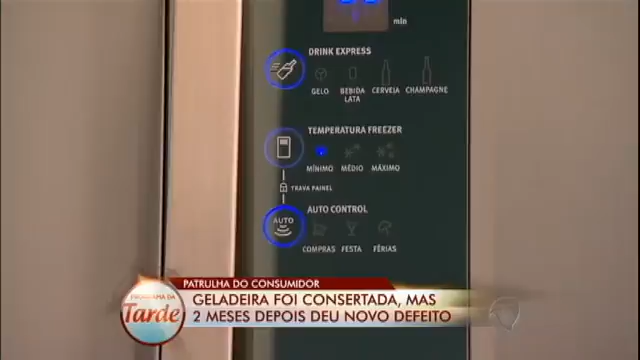 min
DRINK EXPRESS
GELO
BEBIDA LATA
CERVEJA
CHAMPAGNE
TEMPERATURA FREEZER
MÍNIMO MÉDIO MÁXIMO
TRAVA PAINEL
AUTO
AUTO CONTROL
COMPRAS FESTA FÉRIAS
PATRULHA DO CONSUMIDOR
GELADEIRA FOI CONSERTADA, MAS
2 MESES DEPOIS DEU NOVO DEFEITO
PROGRAMA DA
Tarde